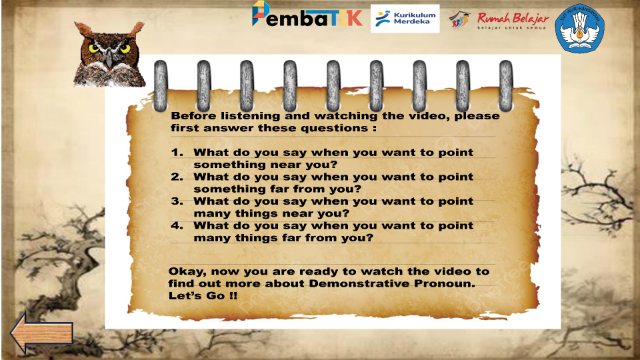 PembaTIK
Kurikulum
Merdeka
Rumah Belajar
belajar untuk semua
Before listening and watching the video, please
first answer these questions :
1. What do you say when you want to point
something near you?
2. What do you say when you want to point
something far from you?
3. What do you say when you want to point
many things near you?
4. What do you say when you want to point
many things far from you?
Okay, now you are ready to watch the video to
find out more about Demonstrative Pronoun.
Let's Go !!